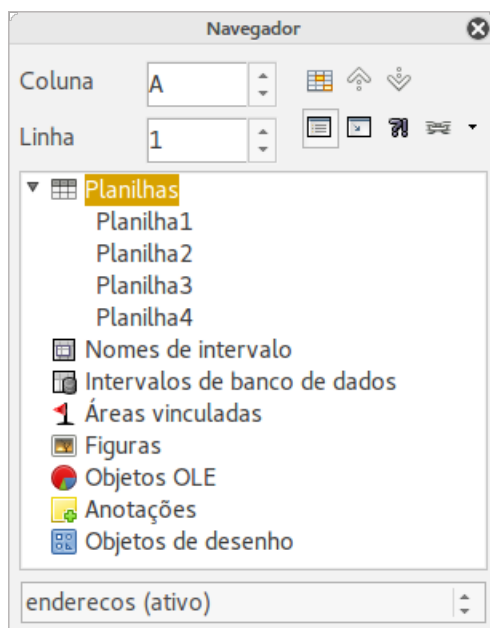 Navegador
Coluna A
Linha 1
Planilhas
Planilha1
Planilha2
Planilha3
Planilha4
Nomes de intervalo
Intervalos de banco de dados
Áreas vinculadas
Figuras
Objetos OLE
Anotações
Objetos de desenho
enderecos (ativo)